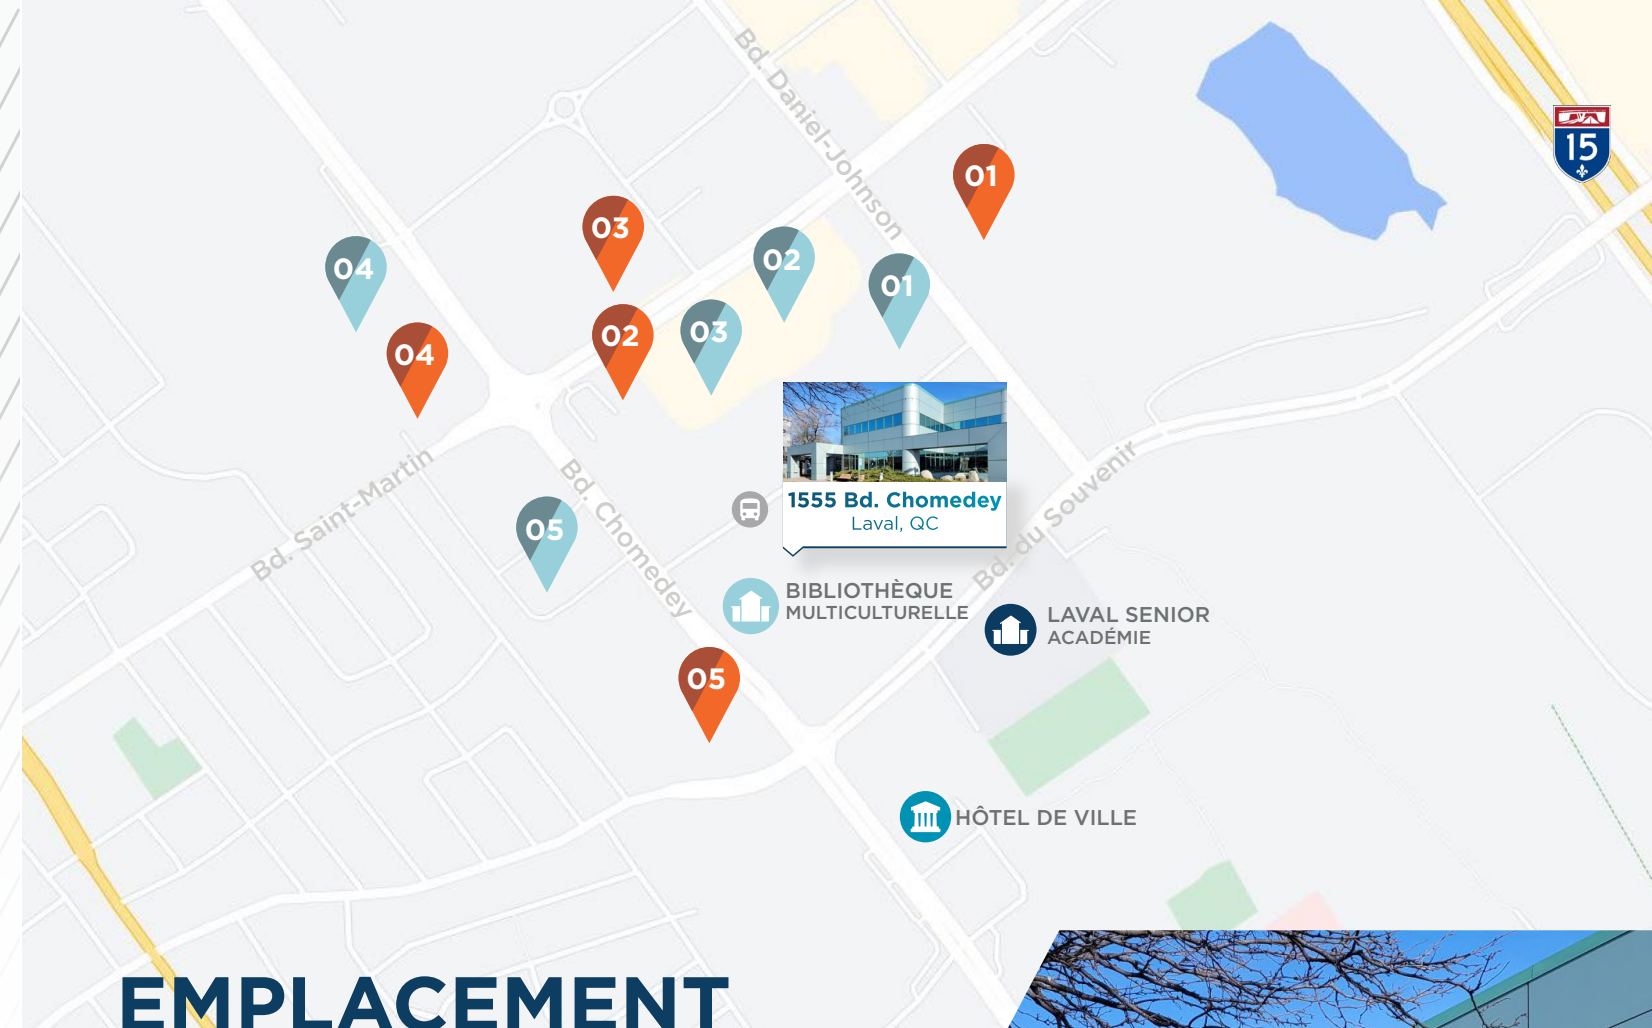 Bd. Daniel-Johnson
15
01
03
02
04
01
03
02
04
Bd. Saint-Martin
Bd. Chomedey
1555 Bd. Chomedey
Laval, QC
05
Bd. du Souvenir
BIBLIOTHÈQUE
MULTICULTURELLE
LAVAL SENIOR
ACADÉMIE
05
HÔTEL DE VILLE
EMPLACEMENT